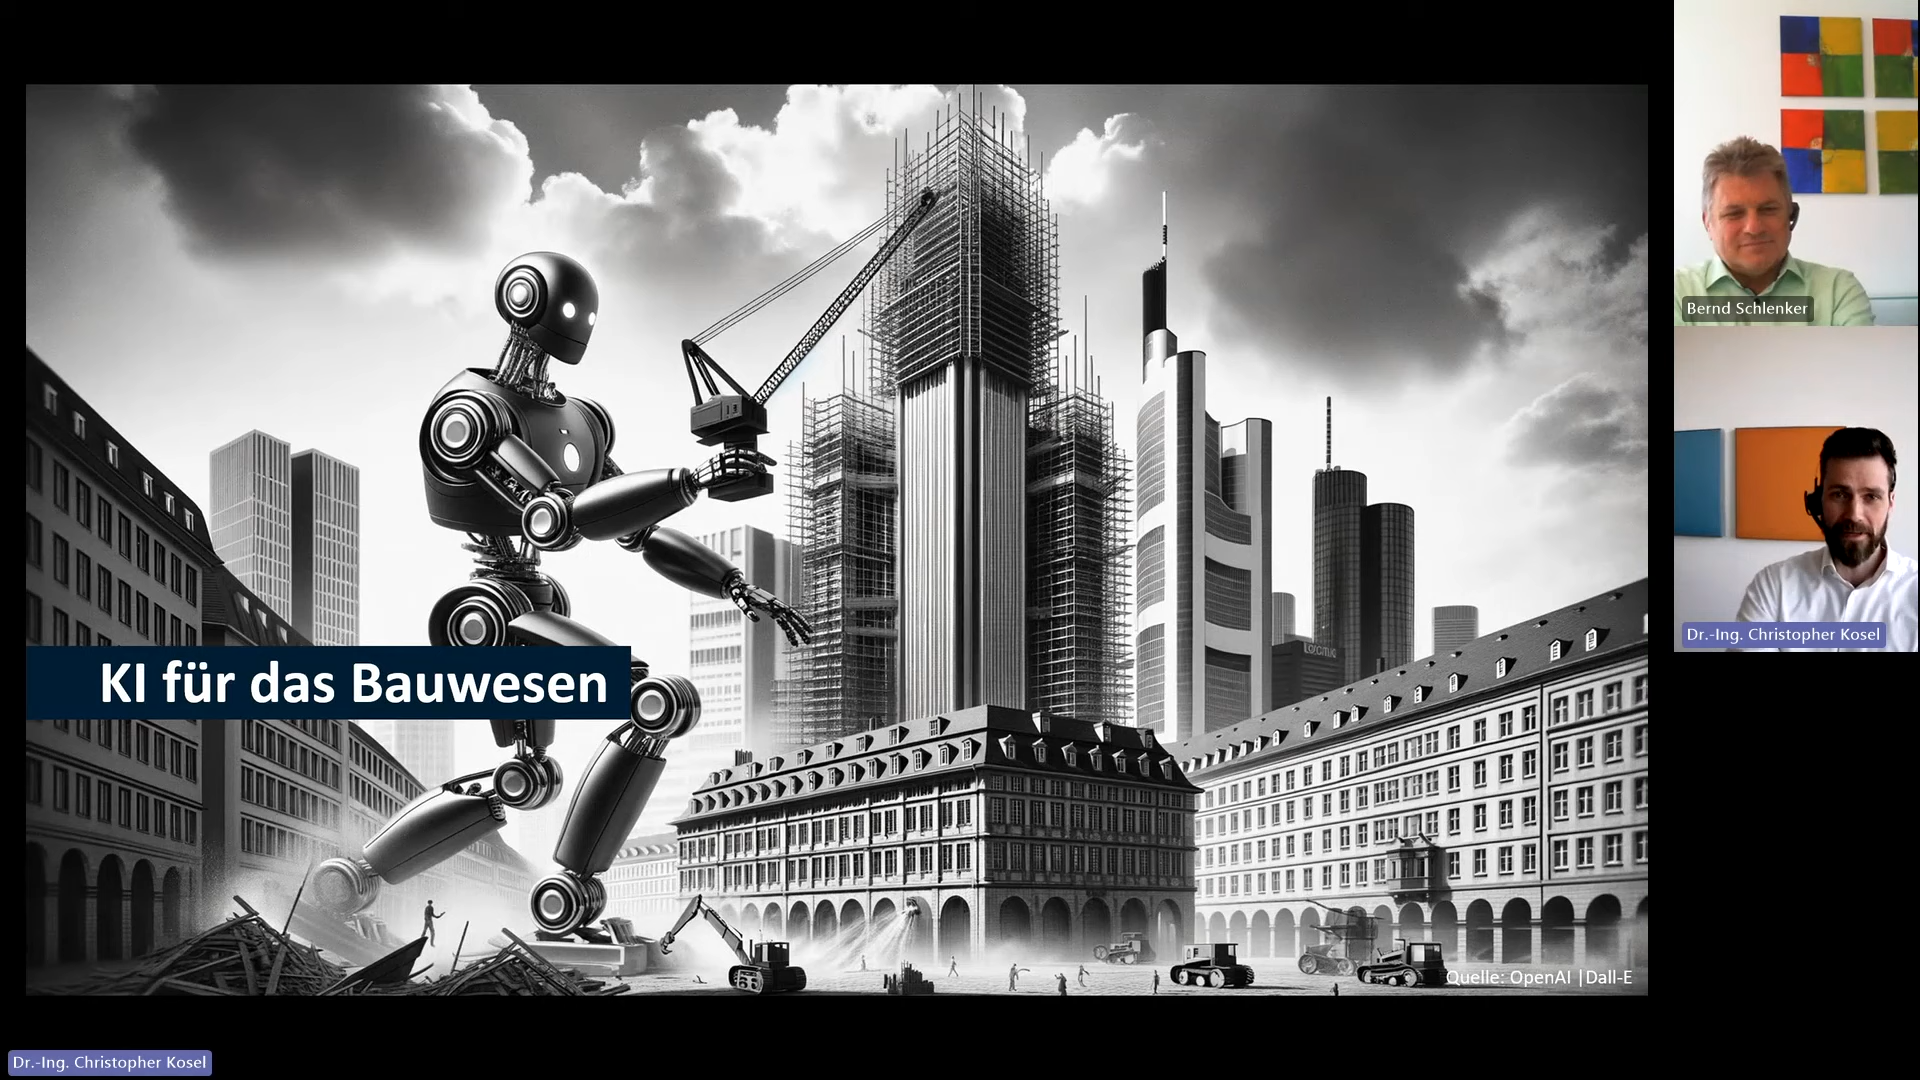 Bernd Schlenker
Dr.-Ing. Christopher Kosel
KI für das Bauwesen
Quelle: OpenAI |Dall-E
Dr.-Ing. Christopher Kosel